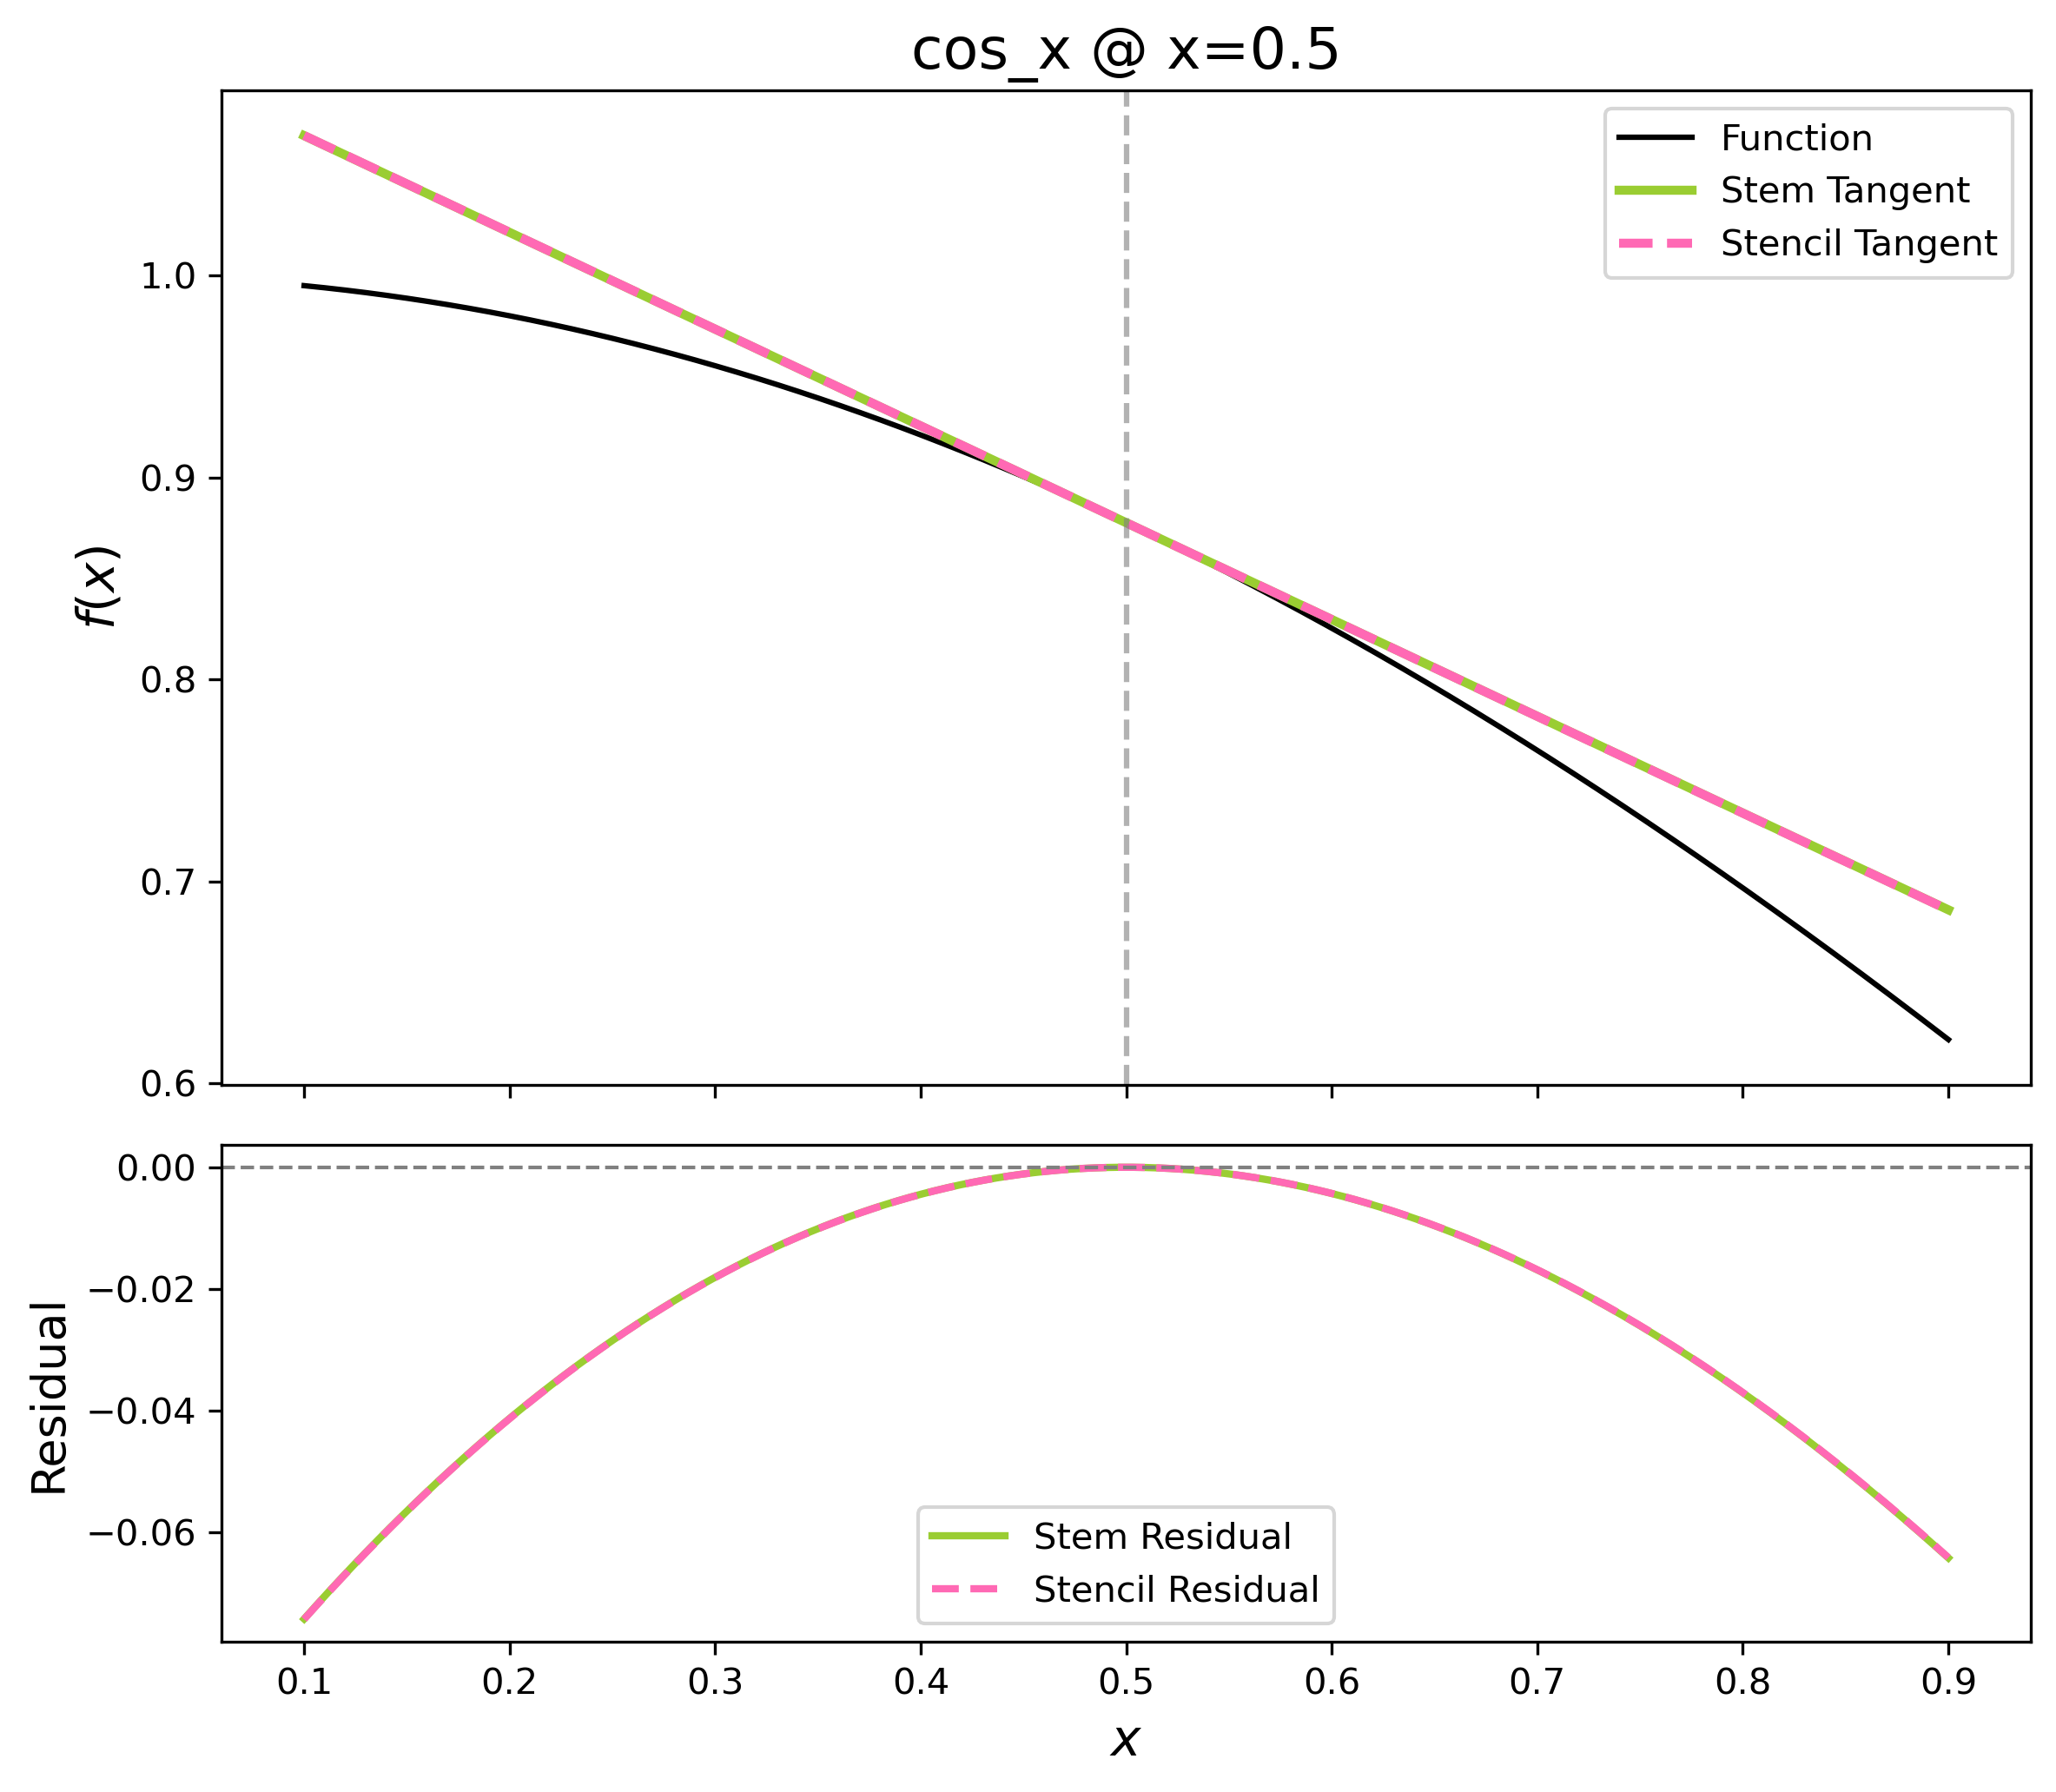 cos_x @ x=0.5
Function
Stem Tangent
Stencil Tangent
f(x)
1.0
0.9
0.8
0.7
0.6
Residual
0.00
−0.02
−0.04
−0.06
Stem Residual
Stencil Residual
0.1 0.2 0.3 0.4 0.5 0.6 0.7 0.8 0.9
x